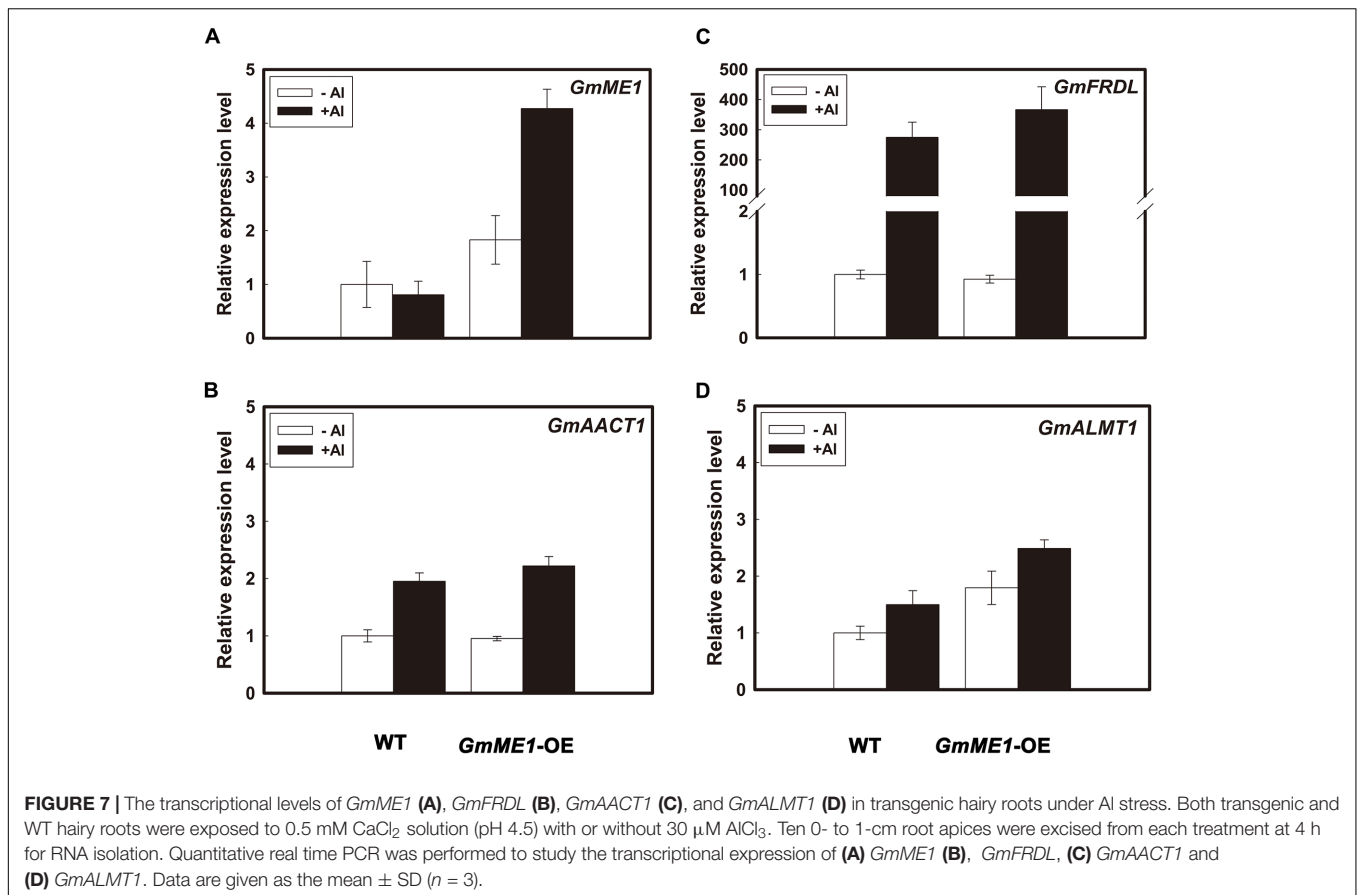 A
5
4
3
2
1
0
Relative expression level
- Al
+Al
GmME1
C
500
400
300
200
100
2
1
0
Relative expression level
- Al
+Al
GmFRDL
B
5
4
3
2
1
0
Relative expression level
- Al
+Al
GmAACT1
WT
GmME1-OE
D
5
4
3
2
1
0
Relative expression level
- Al
+Al
GmALMT1
WT
GmME1-OE
FIGURE 7 | The transcriptional levels of GmME1 (A), GmFRDL (B), GmAACT1 (C), and GmALMT1 (D) in transgenic hairy roots under Al stress. Both transgenic and
WT hairy roots were exposed to 0.5 mM CaCl₂ solution (pH 4.5) with or without 30 μM AlCl₃. Ten 0- to 1-cm root apices were excised from each treatment at 4 h
for RNA isolation. Quantitative real time PCR was performed to study the transcriptional expression of (A) GmME1 (B), GmFRDL, (C) GmAACT1 and
(D) GmALMT1. Data are given as the mean ± SD (n = 3).